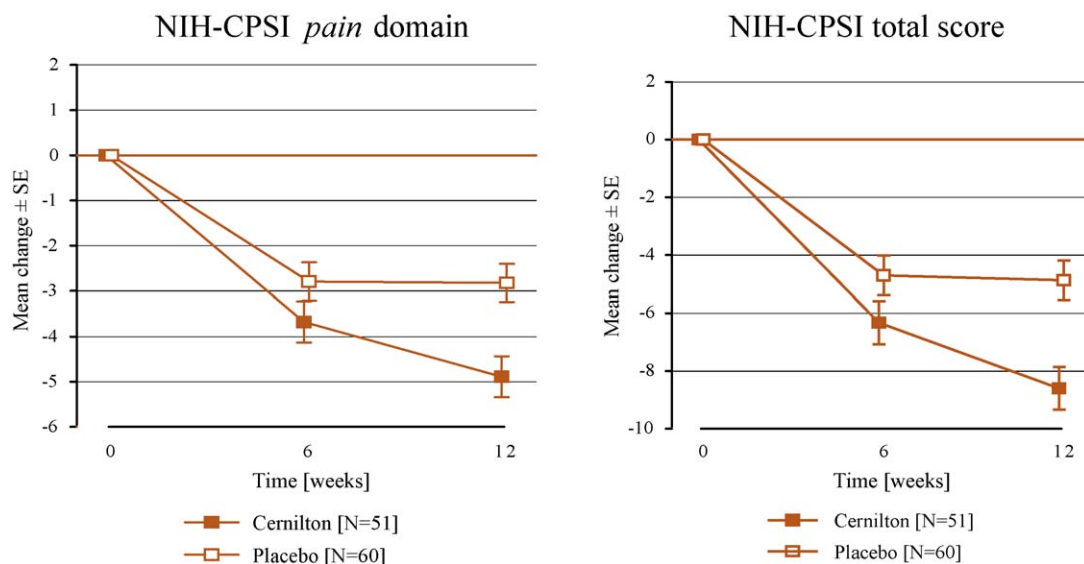 NIH-CPSI pain domain
Mean change ± SE
2
1
0
-1
-2
-3
-4
-5
-6
0 6 12
Time [weeks]
Cernilton [N=51]
Placebo [N=60]
NIH-CPSI total score
Mean change ± SE
2
0
-2
-4
-6
-8
-10
0 6 12
Time [weeks]
Cernilton [N=51]
Placebo [N=60]